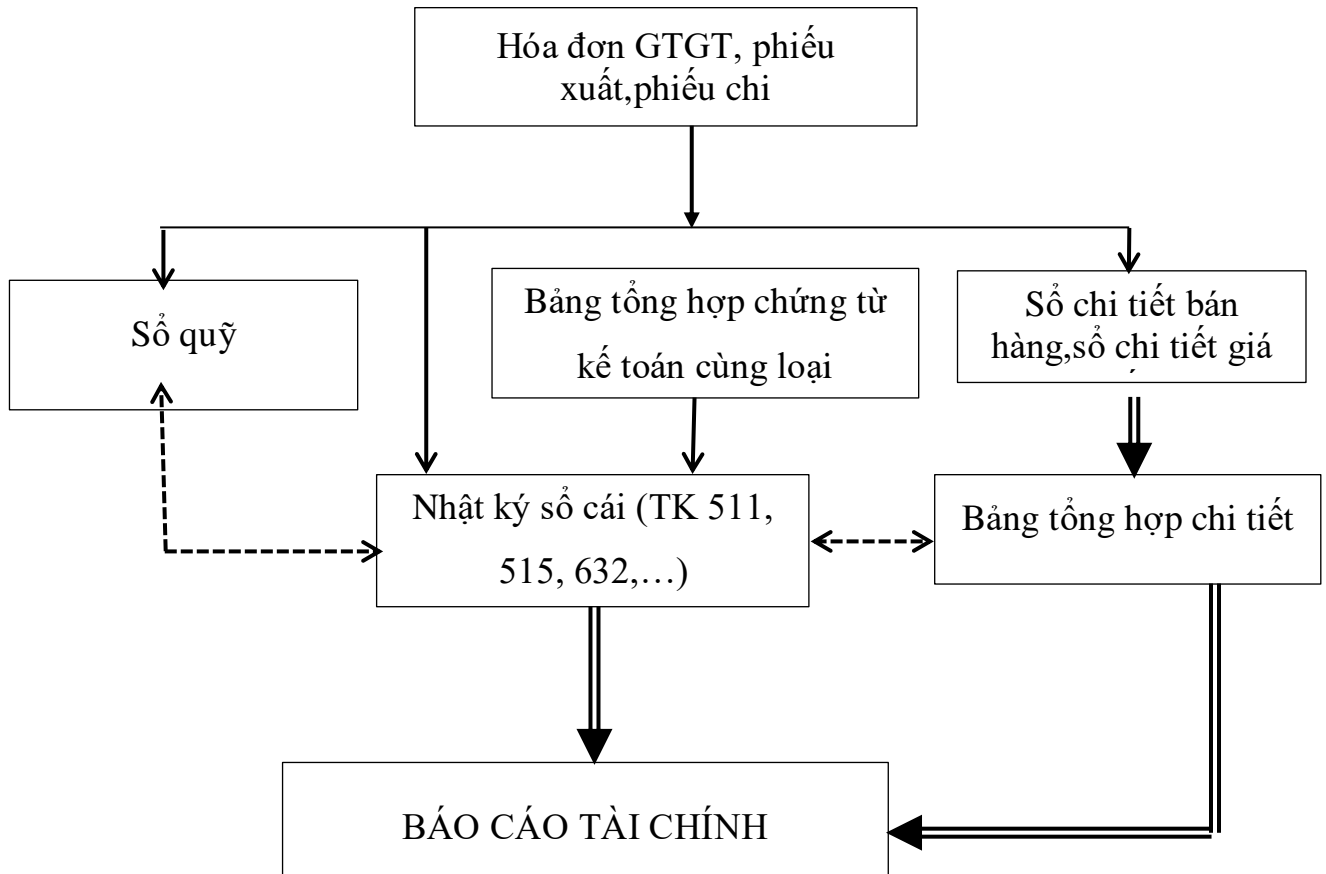 Hóa đơn GTGT, phiếu
xuất,phiếu chi
Sổ quỹ
Bảng tổng hợp chứng từ
kế toán cùng loại
Sổ chi tiết bán
hàng,sổ chi tiết giá
Nhật ký sổ cái (TK 511,
515, 632,…)
Bảng tổng hợp chi tiết
BÁO CÁO TÀI CHÍNH